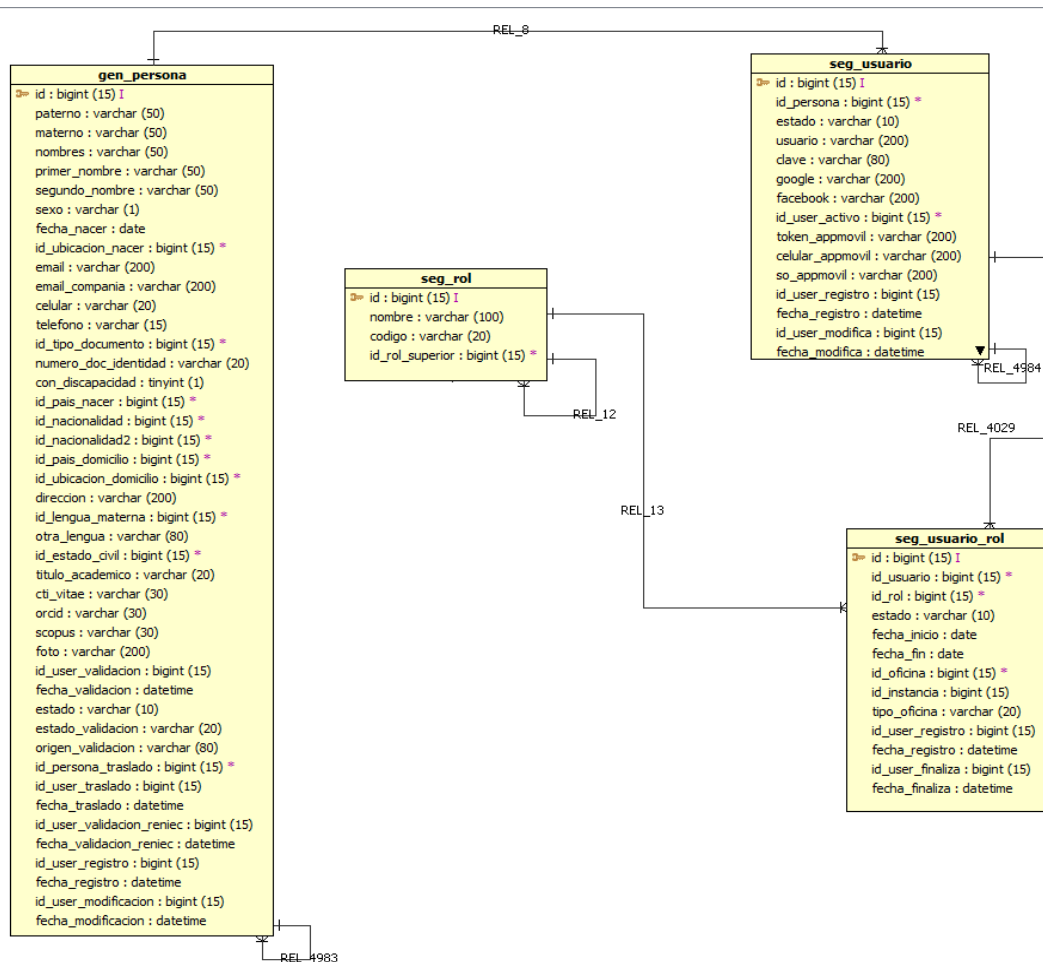 REL_8
gen_persona
id : bigint (15) I
paterno : varchar (50)
materno : varchar (50)
nombres : varchar (50)
primer_nombre : varchar (50)
segundo_nombre : varchar (50)
sexo : varchar (1)
fecha_nacer : date
id_ubicacion_nacer : bigint (15) *
email : varchar (200)
email_compania : varchar (200)
celular : varchar (20)
telefono : varchar (15)
id_tipo_documento : bigint (15) *
numero_doc_identidad : varchar (20)
con_discapacidad : tinyint (1)
id_pais_nacer : bigint (15) *
id_nacionalidad : bigint (15) *
id_nacionalidad2 : bigint (15) *
id_pais_domicilio : bigint (15) *
id_ubicacion_domicilio : bigint (15) *
direccion : varchar (200)
id_lengua_materna : bigint (15) *
otra_lengua : varchar (80)
id_estado_civil : bigint (15) *
titulo_academico : varchar (20)
cti_vitae : varchar (30)
orcid : varchar (30)
scopus : varchar (30)
foto : varchar (200)
id_user_validacion : bigint (15)
fecha_validacion : datetime
estado : varchar (10)
estado_validacion : varchar (20)
origen_validacion : varchar (80)
id_persona_traslado : bigint (15) *
id_user_traslado : bigint (15)
fecha_traslado : datetime
id_user_validacion_reniec : bigint (15)
fecha_validacion_reniec : datetime
id_user_registro : bigint (15)
fecha_registro : datetime
id_user_modificacion : bigint (15)
fecha_modificacion : datetime
REL_4983
seg_rol
id : bigint (15) I
nombre : varchar (100)
codigo : varchar (20)
id_rol_superior : bigint (15) *
REL_12
REL_13
seg_usuario
id : bigint (15) I
id_persona : bigint (15) *
estado : varchar (10)
usuario : varchar (200)
clave : varchar (80)
google : varchar (200)
facebook : varchar (200)
id_user_activo : bigint (15) *
token_appmovil : varchar (200)
celular_appmovil : varchar (200)
so_appmovil : varchar (200)
id_user_registro : bigint (15)
fecha_registro : datetime
id_user_modifica : bigint (15)
fecha_modifica : datetime
REL_4984
REL_4029
seg_usuario_rol
id : bigint (15) I
id_usuario : bigint (15) *
id_rol : bigint (15) *
estado : varchar (10)
fecha_inicio : date
fecha_fin : date
id_oficina : bigint (15) *
id_instancia : bigint (15)
tipo_oficina : varchar (20)
id_user_registro : bigint (15)
fecha_registro : datetime
id_user_finaliza : bigint (15)
fecha_finaliza : datetime